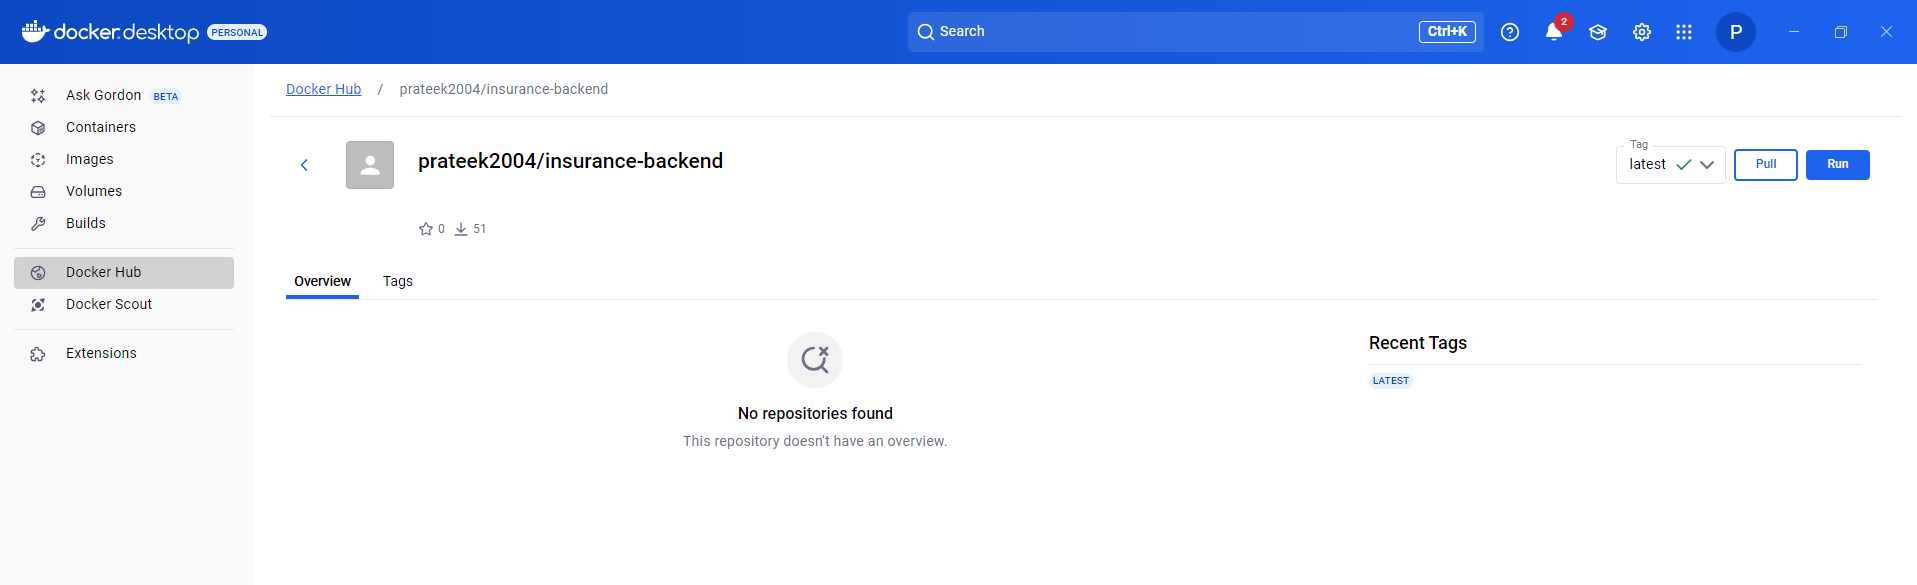 docker.desktop PERSONAL
Search Ctrl+K
2
P
Ask Gordon BETA
Containers
Images
Volumes
Builds
Docker Hub
Docker Scout
Extensions
Docker Hub / prateek2004/insurance-backend
prateek2004/insurance-backend
Tag
latest
Pull
Run
0 51
Overview Tags
No repositories found
This repository doesn't have an overview.
Recent Tags
LATEST